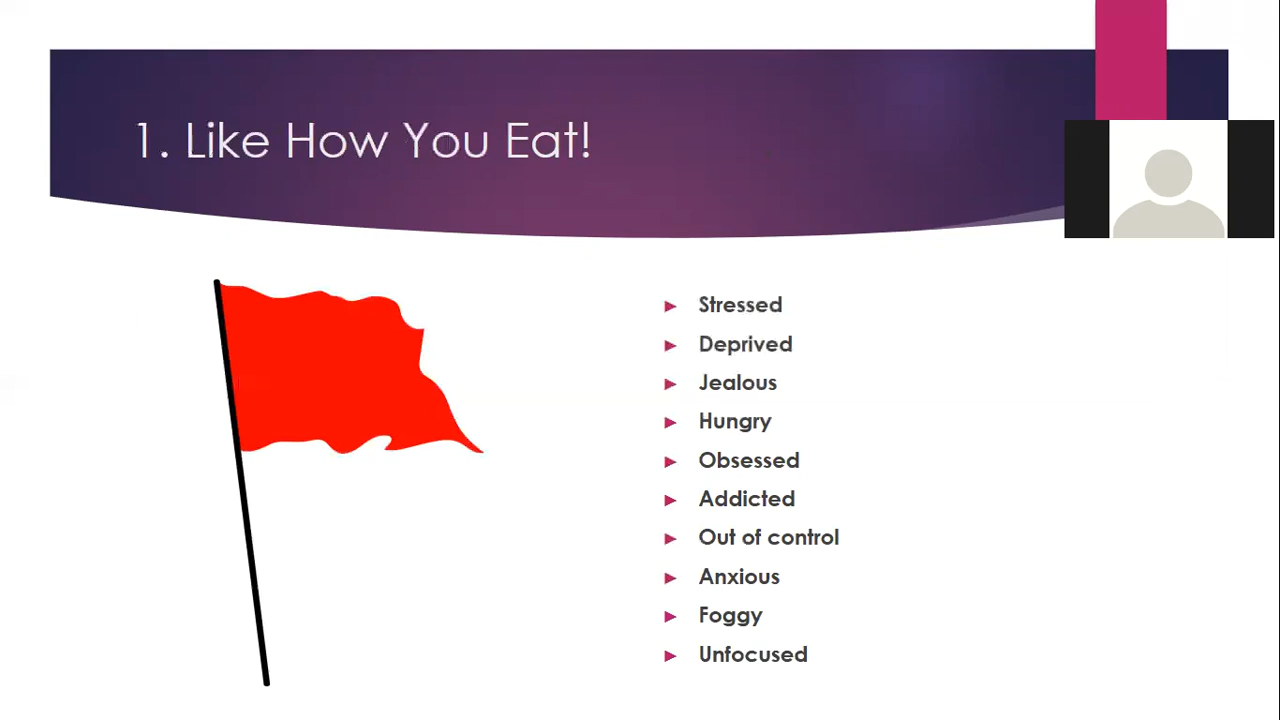 1. Like How You Eat!
Stressed
Deprived
Jealous
Hungry
Obsessed
Addicted
Out of control
Anxious
Foggy
Unfocused